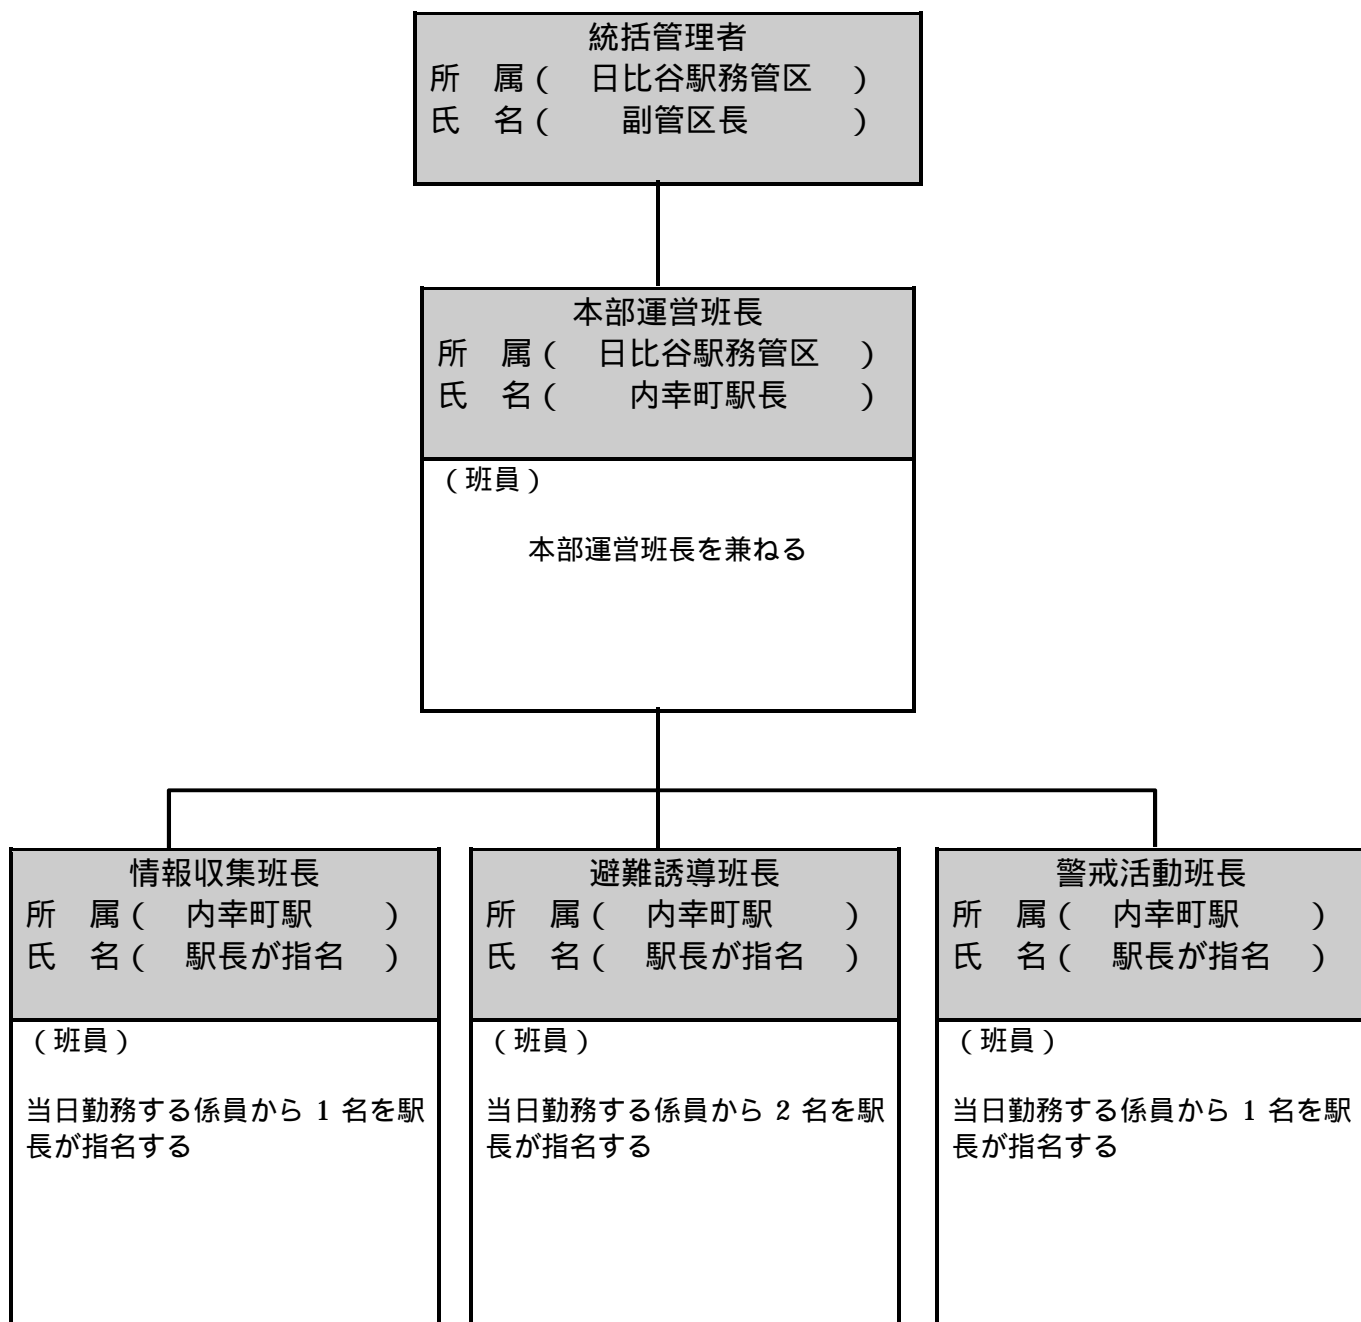 統括管理者
所　属（　日比谷駅務管区　）
氏　名（　　副管区長　　　）
本部運営班長
所　属（　日比谷駅務管区　）
氏　名（　　内幸町駅長　　）
（班員）
本部運営班長を兼ねる
情報収集班長
所　属（　内幸町駅　　）
氏　名（　駅長が指名　）
（班員）
当日勤務する係員から 1 名を駅
長が指名する
避難誘導班長
所　属（　内幸町駅　　）
氏　名（　駅長が指名　）
（班員）
当日勤務する係員から 2 名を駅
長が指名する
警戒活動班長
所　属（　内幸町駅　　）
氏　名（　駅長が指名　）
（班員）
当日勤務する係員から 1 名を駅
長が指名する